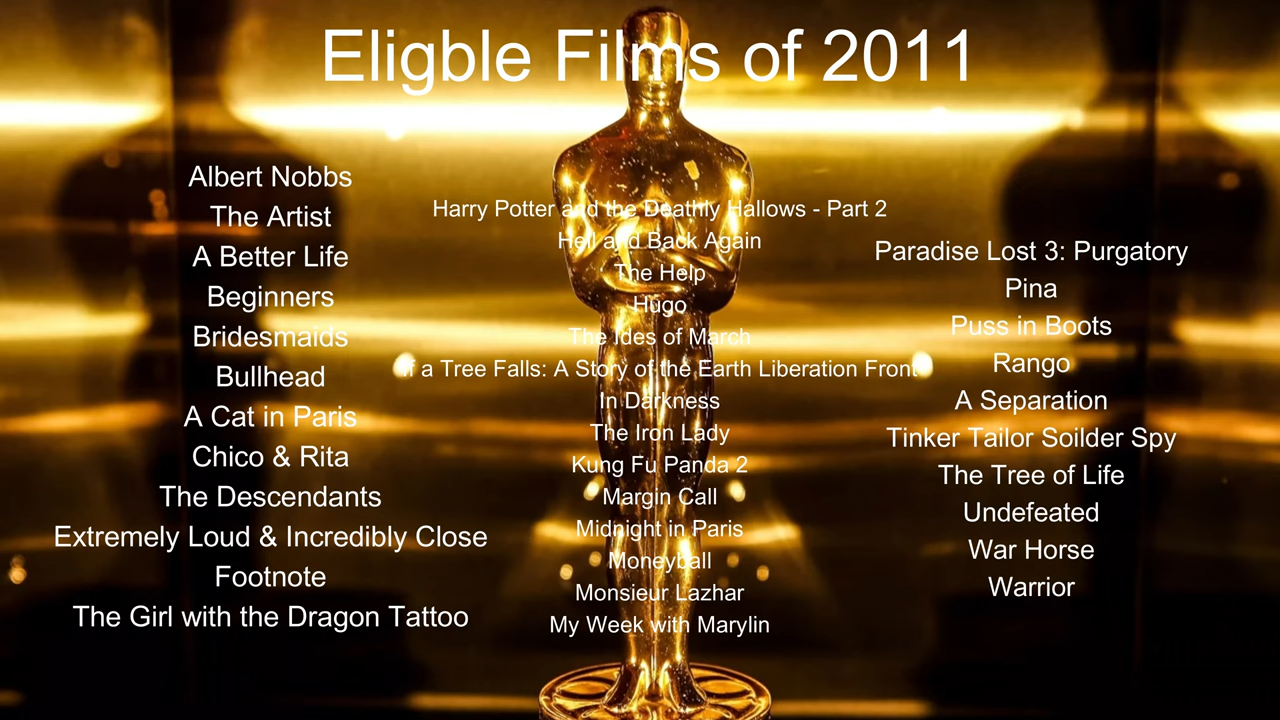 Eligble Films of 2011
Albert Nobbs
The Artist
A Better Life
Beginners
Bridesmaids
Bullhead
A Cat in Paris
Chico & Rita
The Descendants
Extremely Loud & Incredibly Close
Footnote
The Girl with the Dragon Tattoo
Harry Potter and the Deathly Hallows - Part 2
Hell and Back Again
The Help
Hugo
The Ides of March
If a Tree Falls: A Story of the Earth Liberation Front
In Darkness
The Iron Lady
Kung Fu Panda 2
Margin Call
Midnight in Paris
Moneyball
Monsieur Lazhar
My Week with Marylin
Paradise Lost 3: Purgatory
Pina
Puss in Boots
Rango
A Separation
Tinker Tailor Soilder Spy
The Tree of Life
Undefeated
War Horse
Warrior